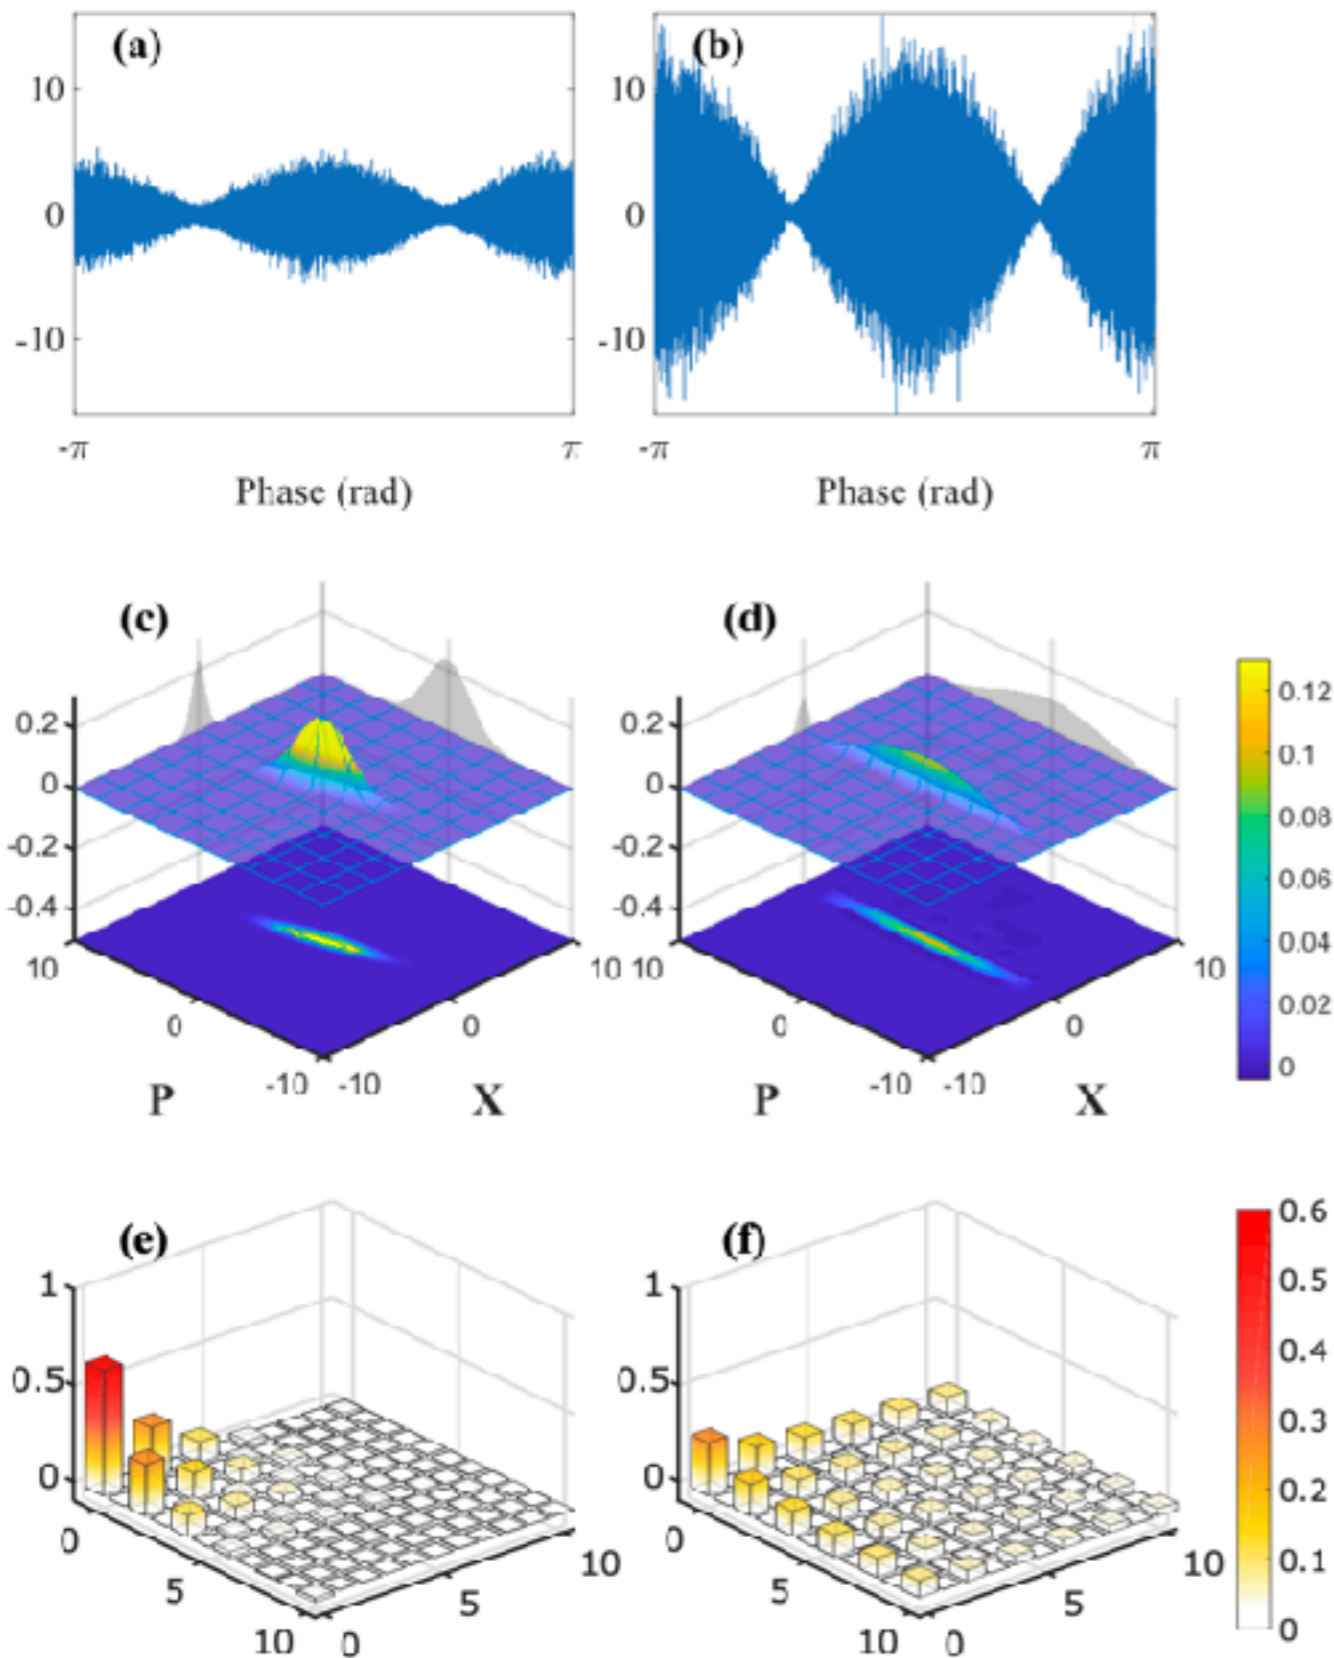 (a) (b)
10 10
0 0
-10 -10
-π π -π π
Phase (rad) Phase (rad)
(c) (d)
0.2 0.2 0.12
0 0 0.1
-0.2 -0.2 0.08
-0.4 -0.4 0.06
0.04
10 10 10 10 0.02
0 0 0 0 0
-10 -10 -10 -10
P X P X
(e) (f) 0.6
1 1 0.5
0.5 0.5 0.4
0.3
0 0 0.2
0 10 0 10 0.1
5 5 5 5 0
10 0 10 0